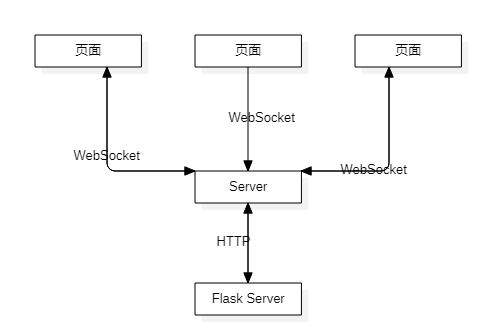 页面
页面
页面
WebSocket
WebSocket
WebSocket
Server
HTTP
Flask Server